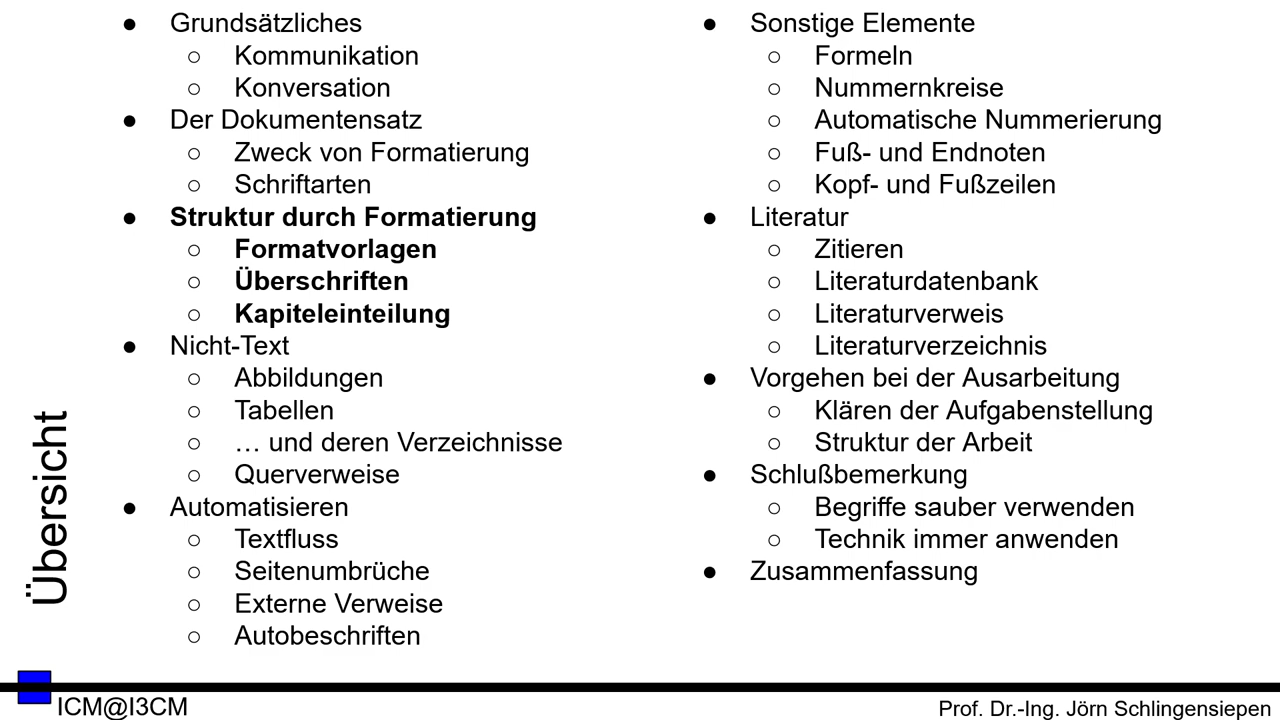 Übersicht
● Grundsätzliches
○ Kommunikation
○ Konversation
● Der Dokumentensatz
○ Zweck von Formatierung
○ Schriftarten
● Struktur durch Formatierung
○ Formatvorlagen
○ Überschriften
○ Kapiteleinteilung
● Nicht-Text
○ Abbildungen
○ Tabellen
○ … und deren Verzeichnisse
○ Querverweise
● Automatisieren
○ Textfluss
○ Seitenumbrüche
○ Externe Verweise
○ Autobeschriften
● Sonstige Elemente
○ Formeln
○ Nummernkreise
○ Automatische Nummerierung
○ Fuß- und Endnoten
○ Kopf- und Fußzeilen
● Literatur
○ Zitieren
○ Literaturdatenbank
○ Literaturverweis
○ Literaturverzeichnis
● Vorgehen bei der Ausarbeitung
○ Klären der Aufgabenstellung
○ Struktur der Arbeit
● Schlußbemerkung
○ Begriffe sauber verwenden
○ Technik immer anwenden
● Zusammenfassung
ICM@I3CM
Prof. Dr.-Ing. Jörn Schlingensiepen